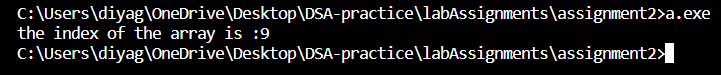 C:\Users\diyag\OneDrive\Desktop\DSA-practice\labAssignments\assignment2>a.exe
the index of the array is :9
C:\Users\diyag\OneDrive\Desktop\DSA-practice\labAssignments\assignment2>